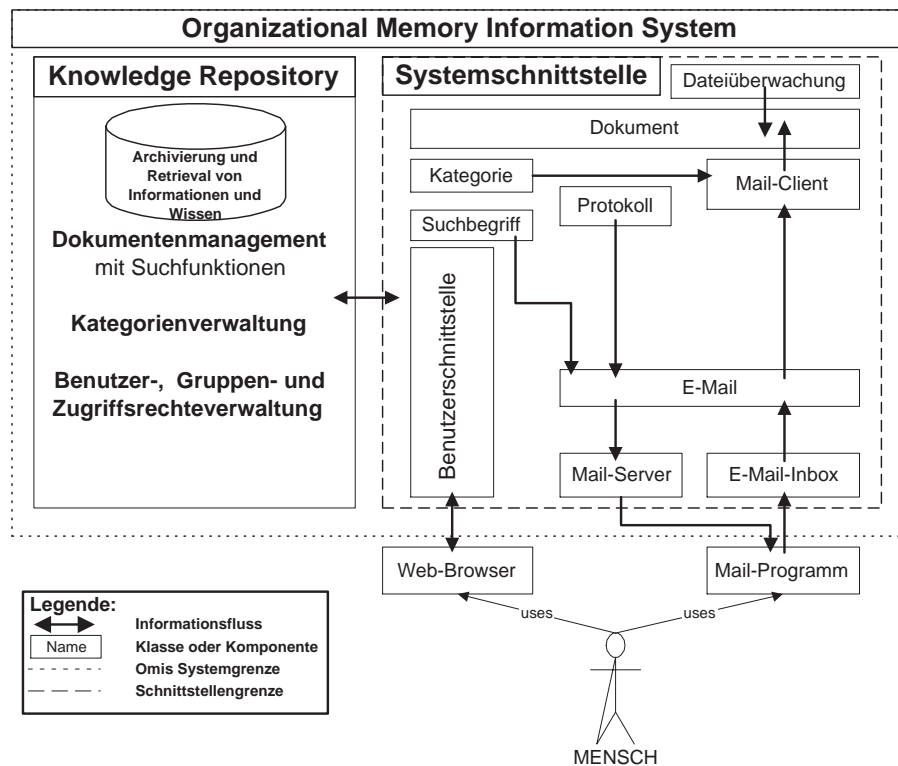 Organizational Memory Information System
Knowledge Repository
Archivierung und
Retrieval von
Informationen und
Wissen
Dokumentenmanagement
mit Suchfunktionen
Kategorienverwaltung
Benutzer-, Gruppen- und
Zugriffsrechteverwaltung
Systemschnittstelle
Dateiüberwachung
Dokument
Kategorie
Mail-Client
Protokoll
Suchbegriff
Benutzerschnittstelle
E-Mail
Mail-Server
E-Mail-Inbox
Web-Browser
Mail-Programm
uses
uses
MENSCH
Legende:
Informationsfluss
Name
Klasse oder Komponente
Omis Systemgrenze
Schnittstellengrenze